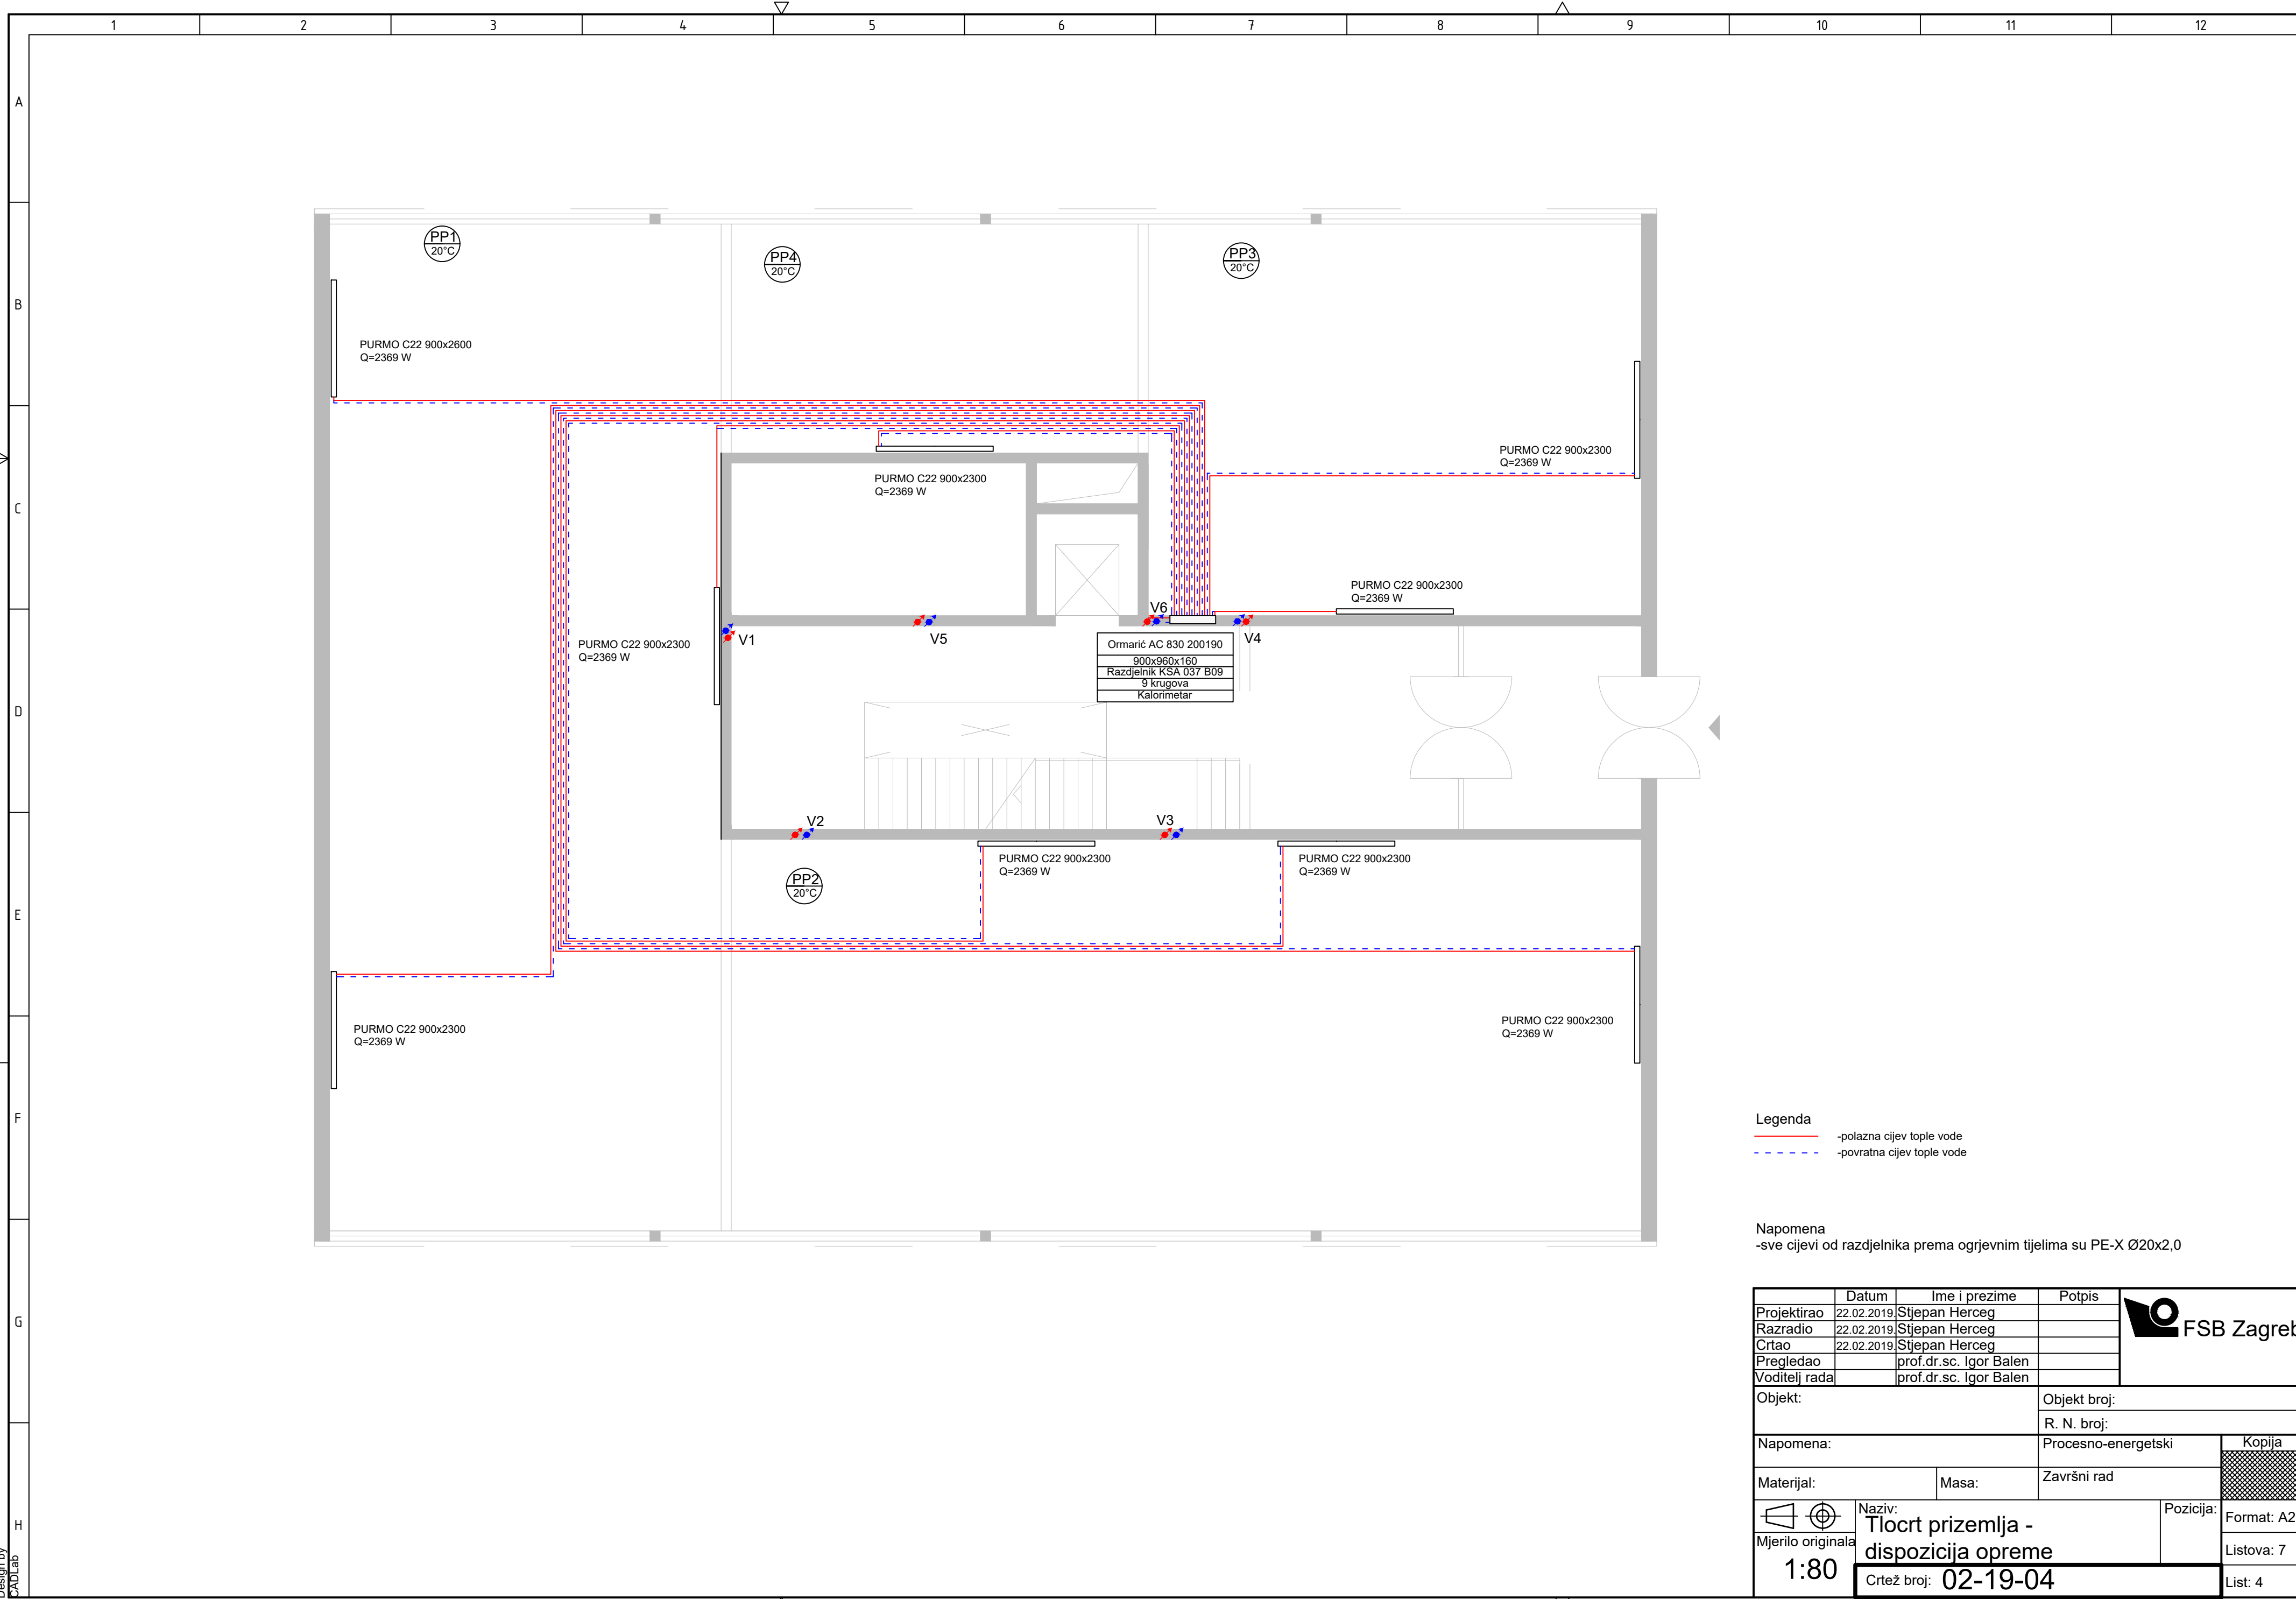 1 2 3 4 5 6 7 8 9 10 11 12
A
B
C
D
E
F
G
H
PP1
20°C
PP4
20°C
PP3
20°C
PURMO C22 900x2600
Q=2369 W
PURMO C22 900x2300
Q=2369 W
PURMO C22 900x2300
Q=2369 W
PURMO C22 900x2300
Q=2369 W
V6
V1
V5
V4
PURMO C22 900x2300
Q=2369 W
Ormarić AC 830 200190
900x960x160
Razdjelnik KSA 037 B09
9 krugova
Kalorimetar
V2
V3
PURMO C22 900x2300
Q=2369 W
PURMO C22 900x2300
Q=2369 W
PP2
20°C
PURMO C22 900x2300
Q=2369 W
PURMO C22 900x2300
Q=2369 W
Legenda
-polazna cijev tople vode
-povratna cijev tople vode
Napomena
-sve cijevi od razdjelnika prema ogrjevnim tijelima su PE-X Ø20x2,0
Datum Ime i prezime Potpis
Projektirao 22.02.2019. Stjepan Herceg
Razradio 22.02.2019. Stjepan Herceg
Crtao 22.02.2019. Stjepan Herceg
Pregledao prof.dr.sc. Igor Balen
Voditelj rada prof.dr.sc. Igor Balen
FSB Zagreb
Objekt:
Objekt broj:
R. N. broj:
Napomena:
Procesno-energetski
Kopija
Materijal:
Masa:
Završni rad
Naziv:
Tlocrt prizemlja -
dispozicija opreme
Pozicija:
Format: A2
Mjerilo originala
1:80
Listova: 7
Crtež broj: 02-19-04
List: 4
Design by
CADLab